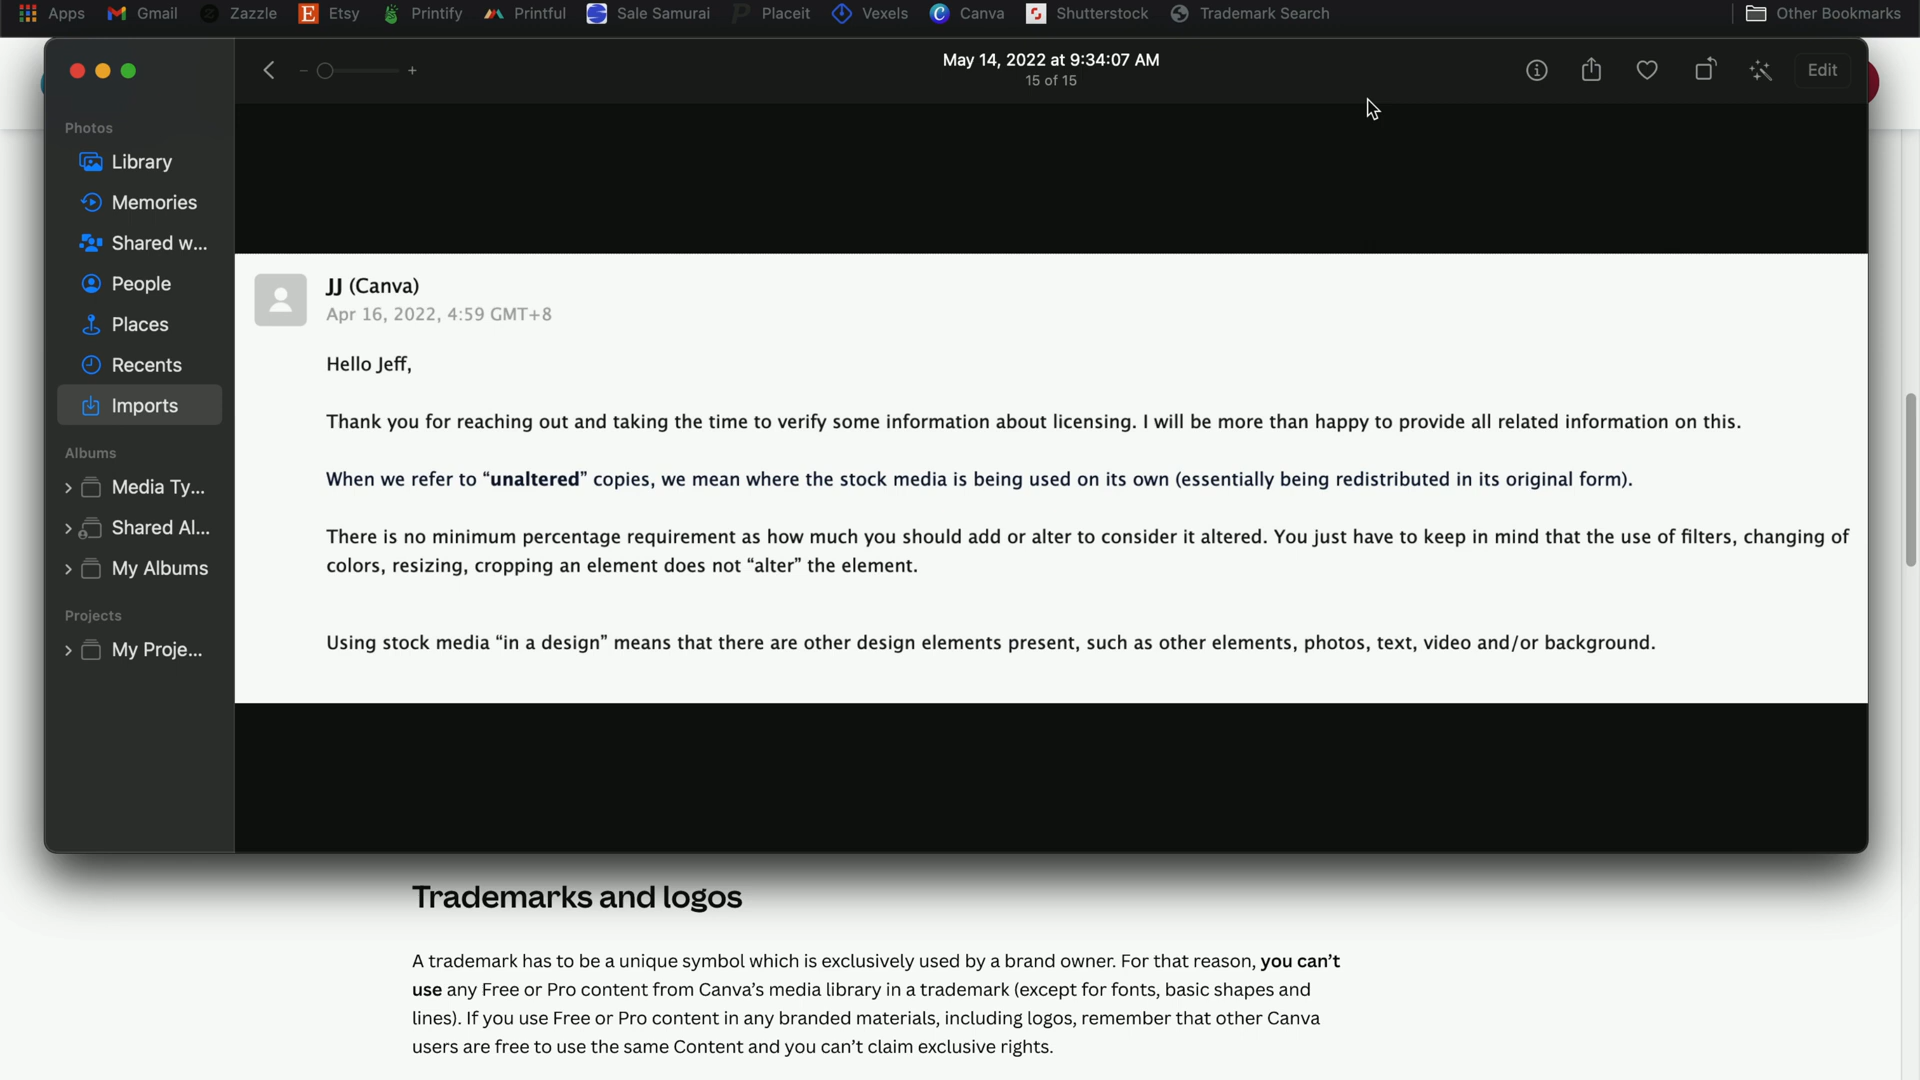 Apps Gmail Zazzle Etsy Printify Printful Sale Samurai Placeit Vexels Canva Shutterstock Trademark Search Other Bookmarks
May 14, 2022 at 9:34:07 AM
15 of 15
Edit
Photos
Library
Memories
Shared w...
People
Places
Recents
Imports
Albums
Media Ty...
Shared Al...
My Albums
Projects
My Proje...
JJ (Canva)
Apr 16, 2022, 4:59 GMT+8
Hello Jeff,
Thank you for reaching out and taking the time to verify some information about licensing. I will be more than happy to provide all related information on this.
When we refer to “unaltered” copies, we mean where the stock media is being used on its own (essentially being redistributed in its original form).
There is no minimum percentage requirement as how much you should add or alter to consider it altered. You just have to keep in mind that the use of filters, changing of
colors, resizing, cropping an element does not “alter” the element.
Using stock media “in a design” means that there are other design elements present, such as other elements, photos, text, video and/or background.
Trademarks and logos
A trademark has to be a unique symbol which is exclusively used by a brand owner. For that reason, you can’t
use any Free or Pro content from Canva’s media library in a trademark (except for fonts, basic shapes and
lines). If you use Free or Pro content in any branded materials, including logos, remember that other Canva
users are free to use the same Content and you can’t claim exclusive rights.